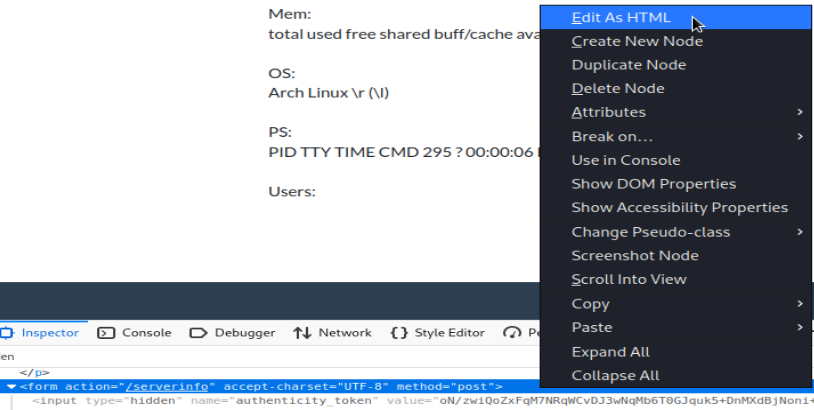 Mem:
total used free shared buff/cache ava
OS:
Arch Linux \r (\l)
PS:
PID TTY TIME CMD 295 ? 00:00:06
Users:
Edit As HTML
Create New Node
Duplicate Node
Delete Node
Attributes
Break on...
Use in Console
Show DOM Properties
Show Accessibility Properties
Change Pseudo-class
Screenshot Node
Scroll Into View
Copy
Paste
Expand All
Collapse All
Inspector Console Debugger Network {} Style Editor Pe
en
</p>
<form action="/serverinfo" accept-charset="UTF-8" method="post">
<input type="hidden" name="authenticity_token" value="oN/zwiQoZxFqM7NRqWCvDJ3wNqMb6T0GJquk5+DnMXdBjNoni+